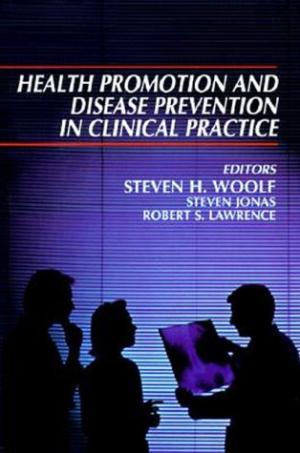 HEALTH PROMOTION AND
DISEASE PREVENTION
IN CLINICAL PRACTICE
EDITORS
STEVEN H. WOOLF
STEVEN JONAS
ROBERT S. LAWRENCE